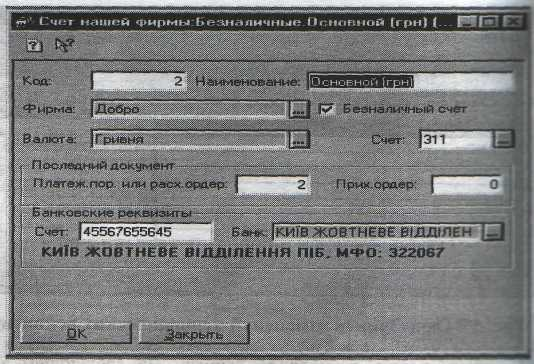 Счет нашей фирмы:Безналичные.Основной (грн) (...
Код: 2 Наименование: Основной (грн)
Фирма: Добро ... Безналичный счет
Валюта: Гривня ... Счет: 311 ...
Последний документ
Платеж.пор. или расх.ордер: 2 Прих.ордер: 0
Банковские реквизиты
Счет: 45567655645 Банк: КИЇВ ЖОВТНЕВЕ ВІДДІЛЕН ...
КИЇВ ЖОВТНЕВЕ ВІДДІЛЕННЯ ПІБ, МФО: 322067
OK Закрыть